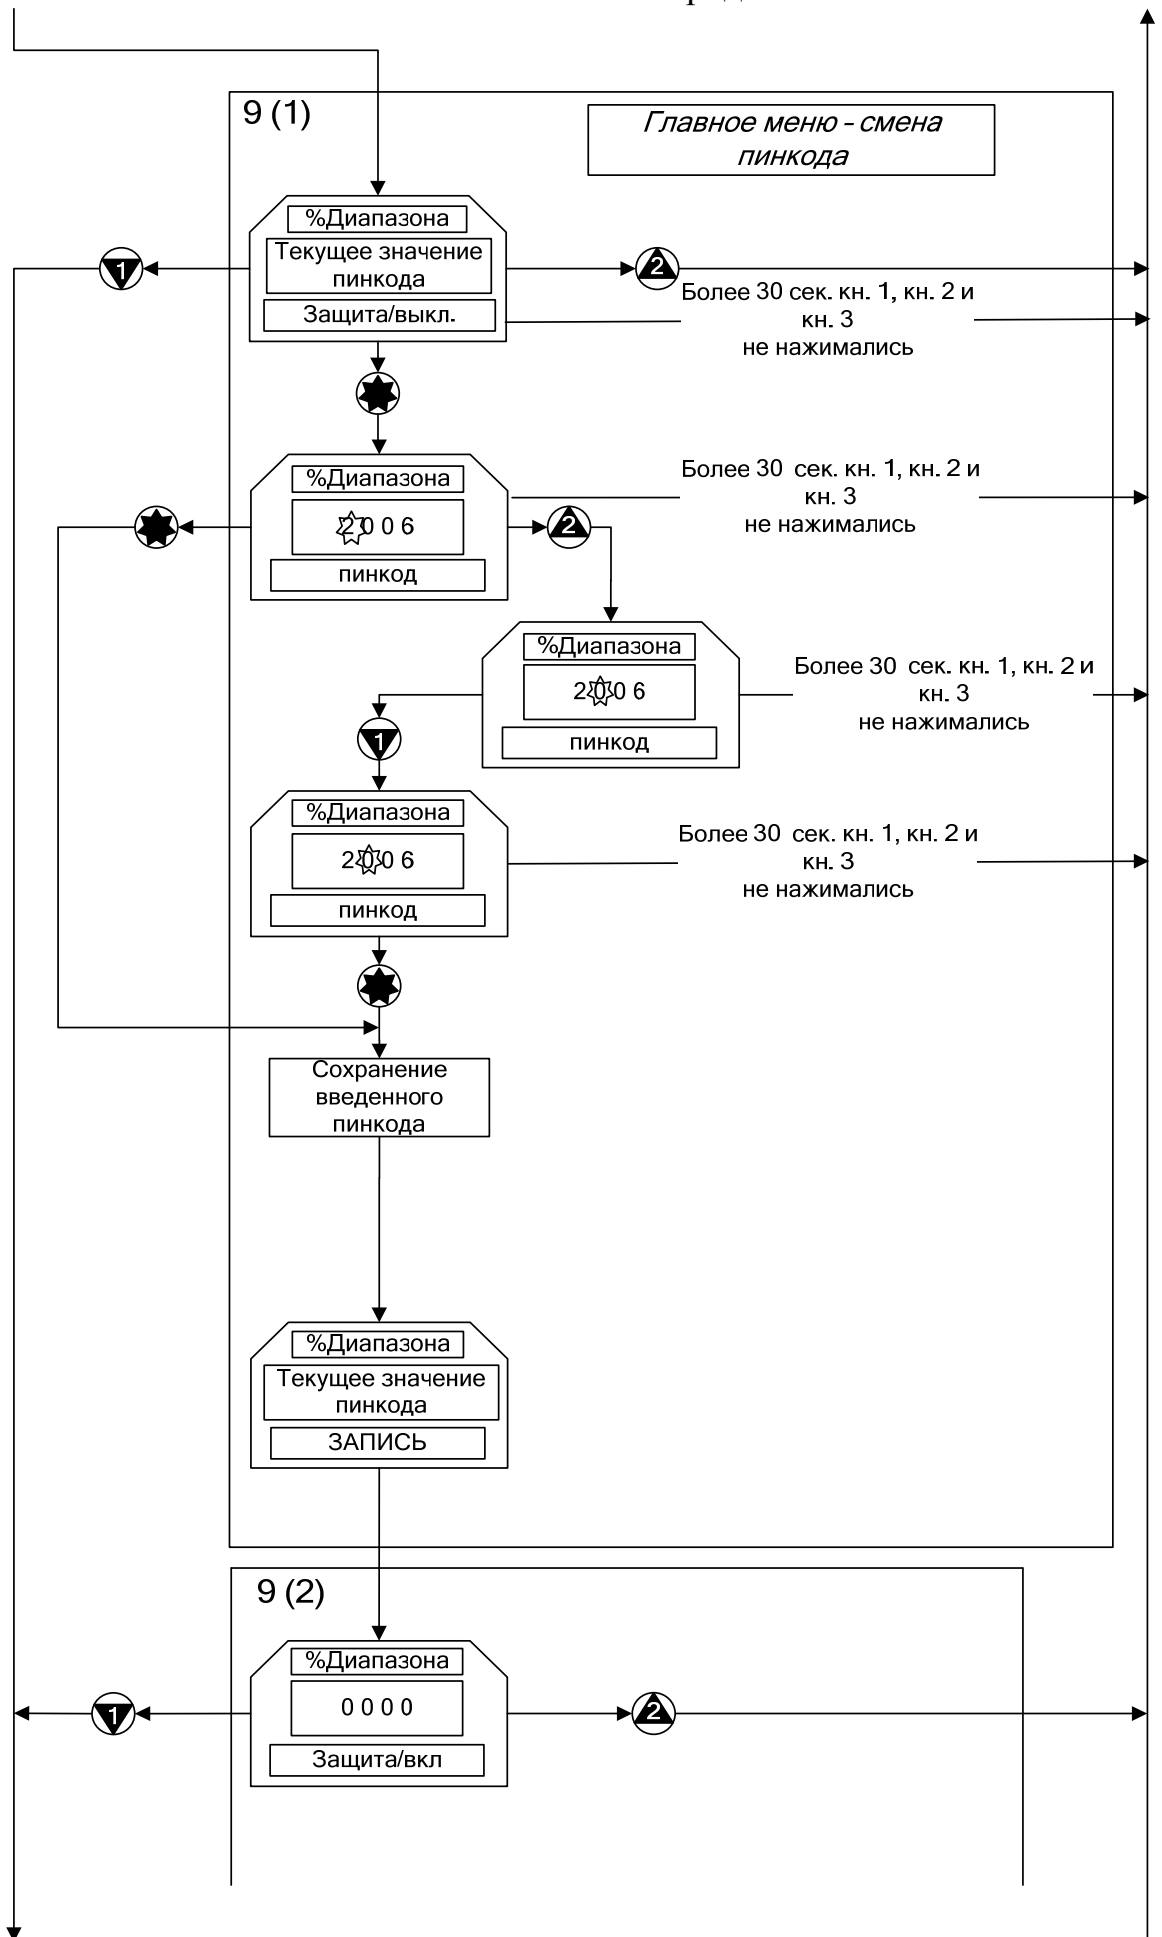 9 (1)
Главное меню - смена
пинкода
%Диапазона
Текущее значение
пинкода
Защита/выкл.
1
2
Более 30 сек. кн. 1, кн. 2 и
кн. 3
не нажимались
%Диапазона
2 0 0 6
пинкод
2
Более 30 сек. кн. 1, кн. 2 и
кн. 3
не нажимались
%Диапазона
2 0 0 6
пинкод
Более 30 сек. кн. 1, кн. 2 и
кн. 3
не нажимались
1
%Диапазона
2 0 0 6
пинкод
Более 30 сек. кн. 1, кн. 2 и
кн. 3
не нажимались
Сохранение
введенного
пинкода
%Диапазона
Текущее значение
пинкода
ЗАПИСЬ
9 (2)
%Диапазона
0 0 0 0
Защита/вкл
1
2